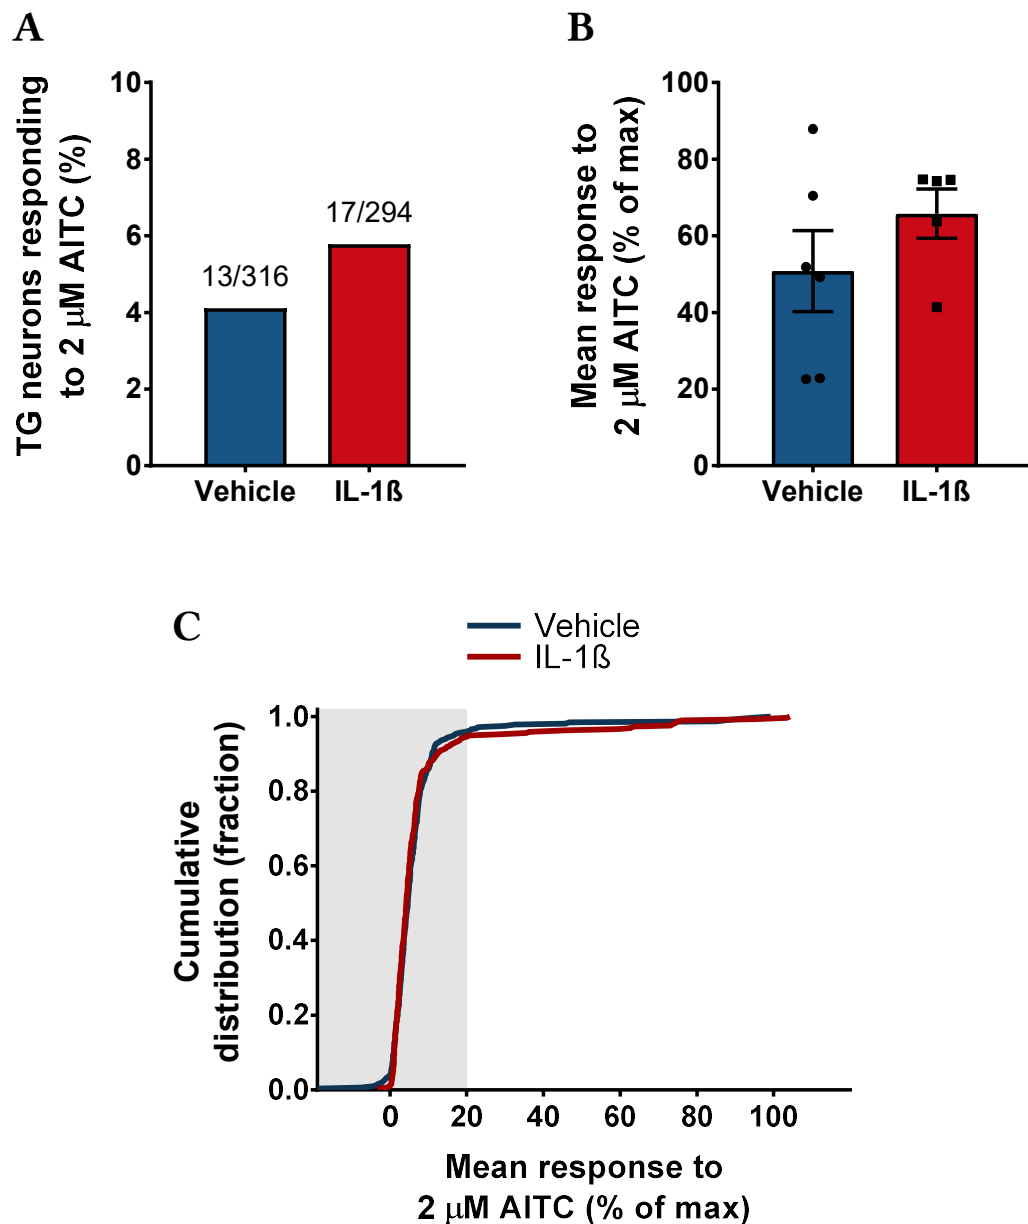 A
TG neurons responding
to 2 μM AITC (%)
10
8
6
4
2
0
13/316
17/294
Vehicle
IL-1ß
B
Mean response to
2 μM AITC (% of max)
100
80
60
40
20
0
Vehicle
IL-1ß
C
Vehicle
IL-1ß
Cumulative
distribution (fraction)
1.0
0.8
0.6
0.4
0.2
0.0
0 20 40 60 80 100
Mean response to
2 μM AITC (% of max)